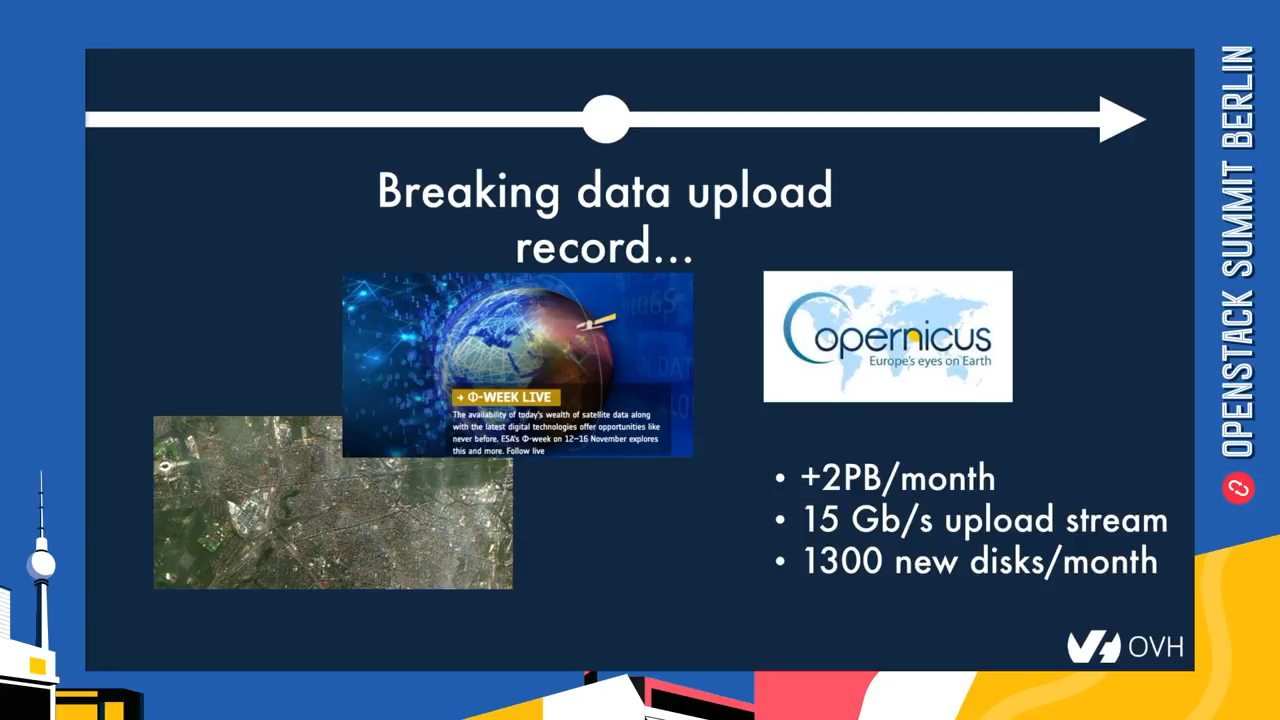 Breaking data upload
record...
→ Φ-WEEK LIVE
The availability of today's wealth of satellite data along
with the latest digital technologies offer opportunities like
never before. ESA's Φ-week on 12–16 November explores
this and more. Follow live
Copernicus
Europe's eyes on Earth
• +2PB/month
• 15 Gb/s upload stream
• 1300 new disks/month
OVH
OPENSTACK SUMMIT BERLIN